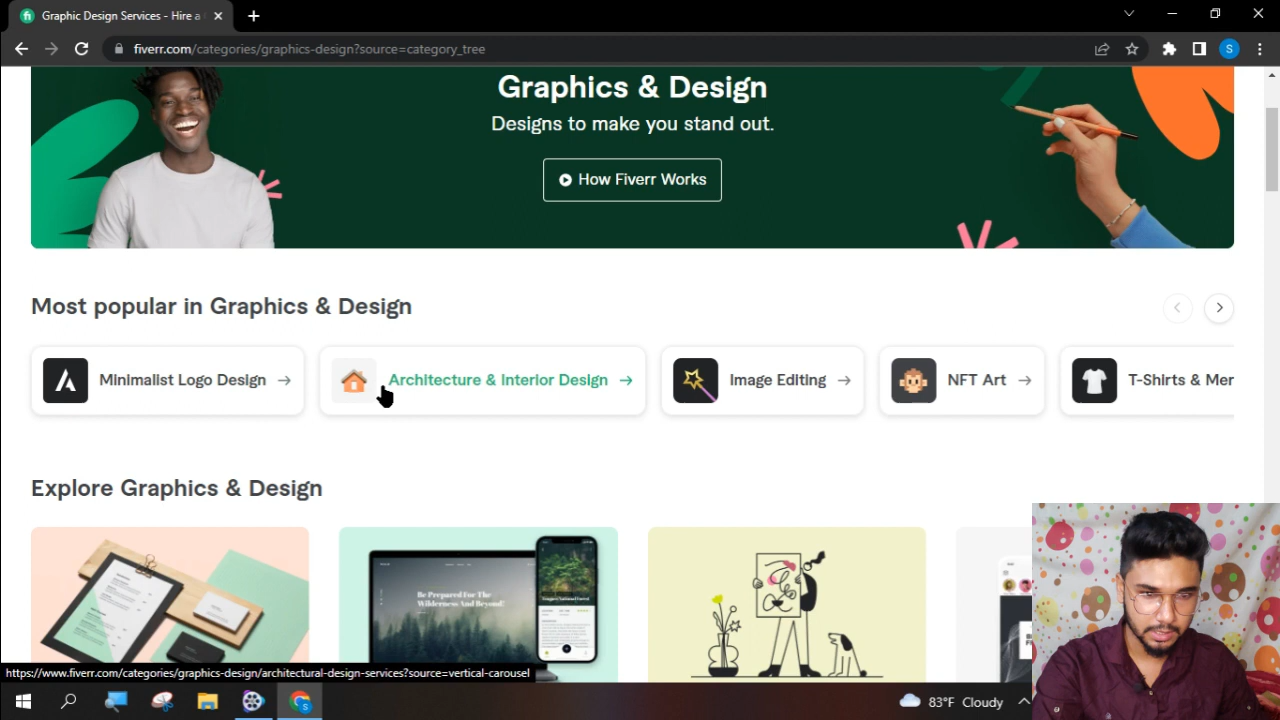 Graphic Design Services - Hire a
fiverr.com/categories/graphics-design?source=category_tree
S
Graphics & Design
Designs to make you stand out.
How Fiverr Works
Most popular in Graphics & Design
Minimalist Logo Design
Architecture & Interior Design
Image Editing
NFT Art
T-Shirts & Mer
Explore Graphics & Design
Be Prepared For The
Wilderness And Beyond!
https://www.fiverr.com/categories/graphics-design/architectural-design-services?source=vertical-carousel
83°F Cloudy